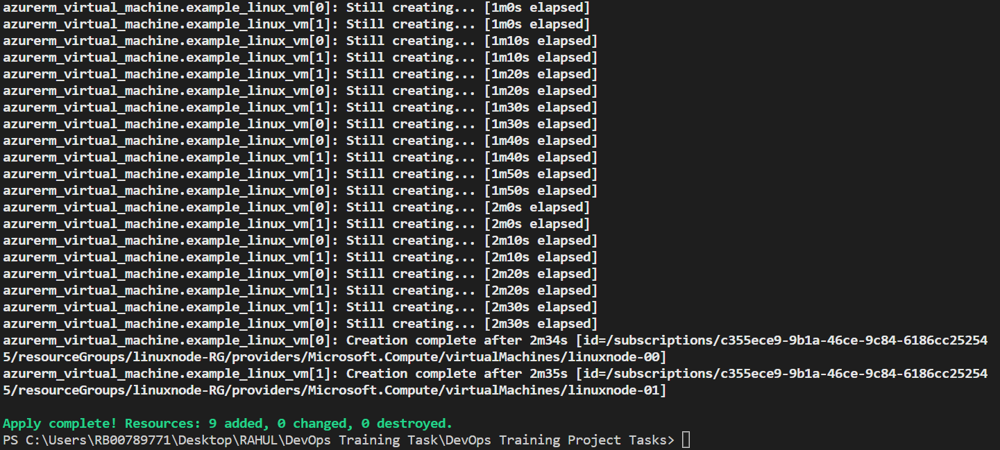 azurerm_virtual_machine.example_linux_vm[0]: Still creating... [1m0s elapsed]
azurerm_virtual_machine.example_linux_vm[1]: Still creating... [1m0s elapsed]
azurerm_virtual_machine.example_linux_vm[0]: Still creating... [1m10s elapsed]
azurerm_virtual_machine.example_linux_vm[1]: Still creating... [1m10s elapsed]
azurerm_virtual_machine.example_linux_vm[1]: Still creating... [1m20s elapsed]
azurerm_virtual_machine.example_linux_vm[0]: Still creating... [1m20s elapsed]
azurerm_virtual_machine.example_linux_vm[1]: Still creating... [1m30s elapsed]
azurerm_virtual_machine.example_linux_vm[0]: Still creating... [1m30s elapsed]
azurerm_virtual_machine.example_linux_vm[0]: Still creating... [1m40s elapsed]
azurerm_virtual_machine.example_linux_vm[1]: Still creating... [1m40s elapsed]
azurerm_virtual_machine.example_linux_vm[1]: Still creating... [1m50s elapsed]
azurerm_virtual_machine.example_linux_vm[0]: Still creating... [1m50s elapsed]
azurerm_virtual_machine.example_linux_vm[0]: Still creating... [2m0s elapsed]
azurerm_virtual_machine.example_linux_vm[1]: Still creating... [2m0s elapsed]
azurerm_virtual_machine.example_linux_vm[0]: Still creating... [2m10s elapsed]
azurerm_virtual_machine.example_linux_vm[1]: Still creating... [2m10s elapsed]
azurerm_virtual_machine.example_linux_vm[0]: Still creating... [2m20s elapsed]
azurerm_virtual_machine.example_linux_vm[1]: Still creating... [2m20s elapsed]
azurerm_virtual_machine.example_linux_vm[1]: Still creating... [2m30s elapsed]
azurerm_virtual_machine.example_linux_vm[0]: Still creating... [2m30s elapsed]
azurerm_virtual_machine.example_linux_vm[0]: Creation complete after 2m34s [id=/subscriptions/c355ece9-9b1a-46ce-9c84-6186cc25254
5/resourceGroups/linuxnode-RG/providers/Microsoft.Compute/virtualMachines/linuxnode-00]
azurerm_virtual_machine.example_linux_vm[1]: Creation complete after 2m35s [id=/subscriptions/c355ece9-9b1a-46ce-9c84-6186cc25254
5/resourceGroups/linuxnode-RG/providers/Microsoft.Compute/virtualMachines/linuxnode-01]
Apply complete! Resources: 9 added, 0 changed, 0 destroyed.
PS C:\Users\RB00789771\Desktop\RAHUL\DevOps Training Task\DevOps Training Project Tasks>